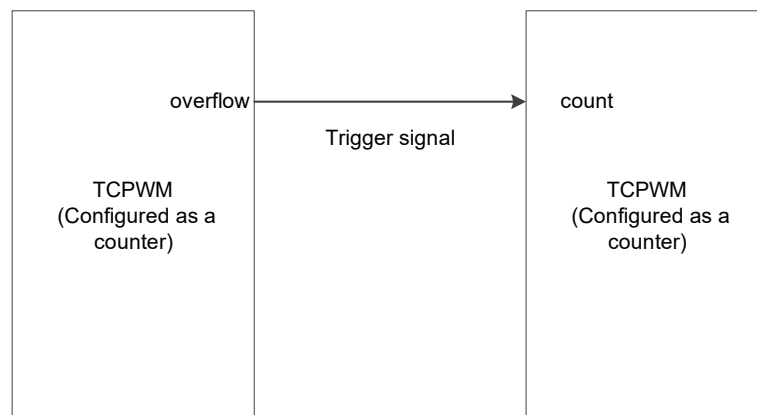 overflow
count
Trigger signal
TCPWM
(Configured as a
counter)
TCPWM
(Configured as a
counter)